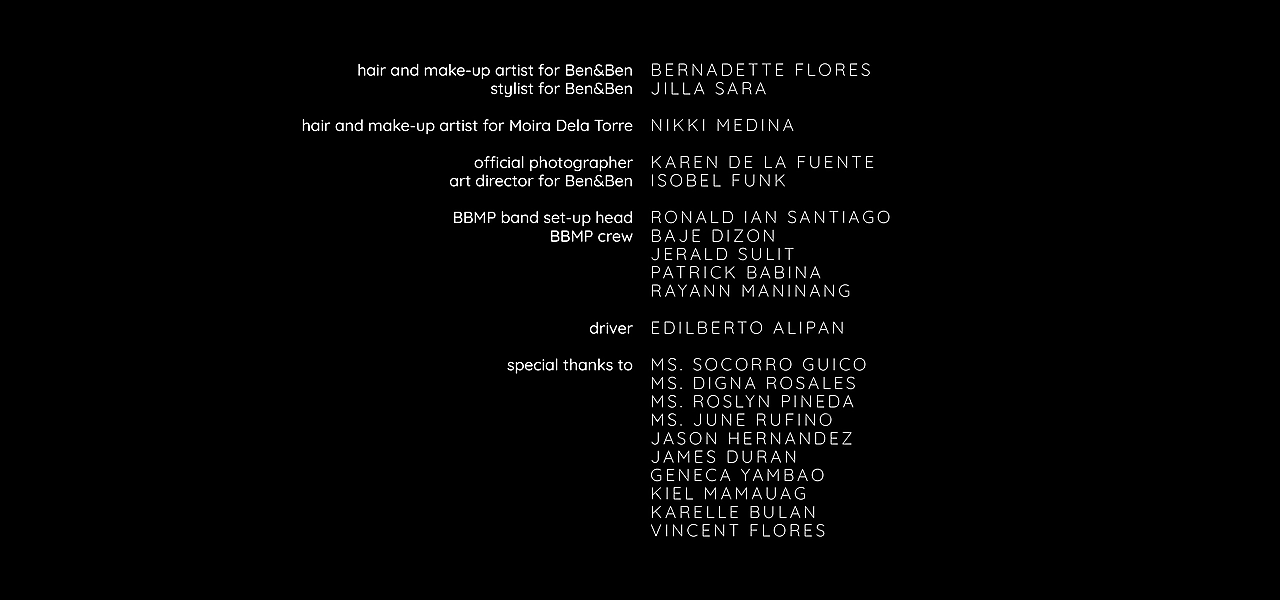 hair and make-up artist for Ben&Ben BERNADETTE FLORES
stylist for Ben&Ben JILLA SARA
hair and make-up artist for Moira Dela Torre NIKKI MEDINA
official photographer KAREN DE LA FUENTE
art director for Ben&Ben ISOBEL FUNK
BBMP band set-up head RONALD IAN SANTIAGO
BBMP crew BAJE DIZON
JERALD SULIT
PATRICK BABINA
RAYANN MANINANG
driver EDILBERTO ALIPAN
special thanks to MS. SOCORRO GUICO
MS. DIGNA ROSALES
MS. ROSLYN PINEDA
MS. JUNE RUFINO
JASON HERNANDEZ
JAMES DURAN
GENECA YAMBAO
KIEL MAMAUAG
KARELLE BULAN
VINCENT FLORES